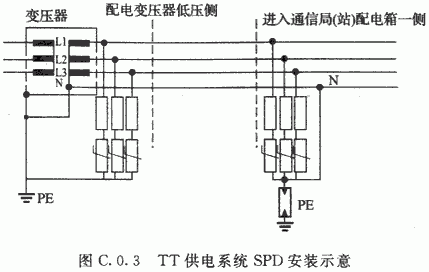 变压器
配电变压器低压侧
进入通信局(站)配电箱一侧
L1
L2
L3
N
N
PE
PE
图 C.0.3 TT 供电系统 SPD 安装示意